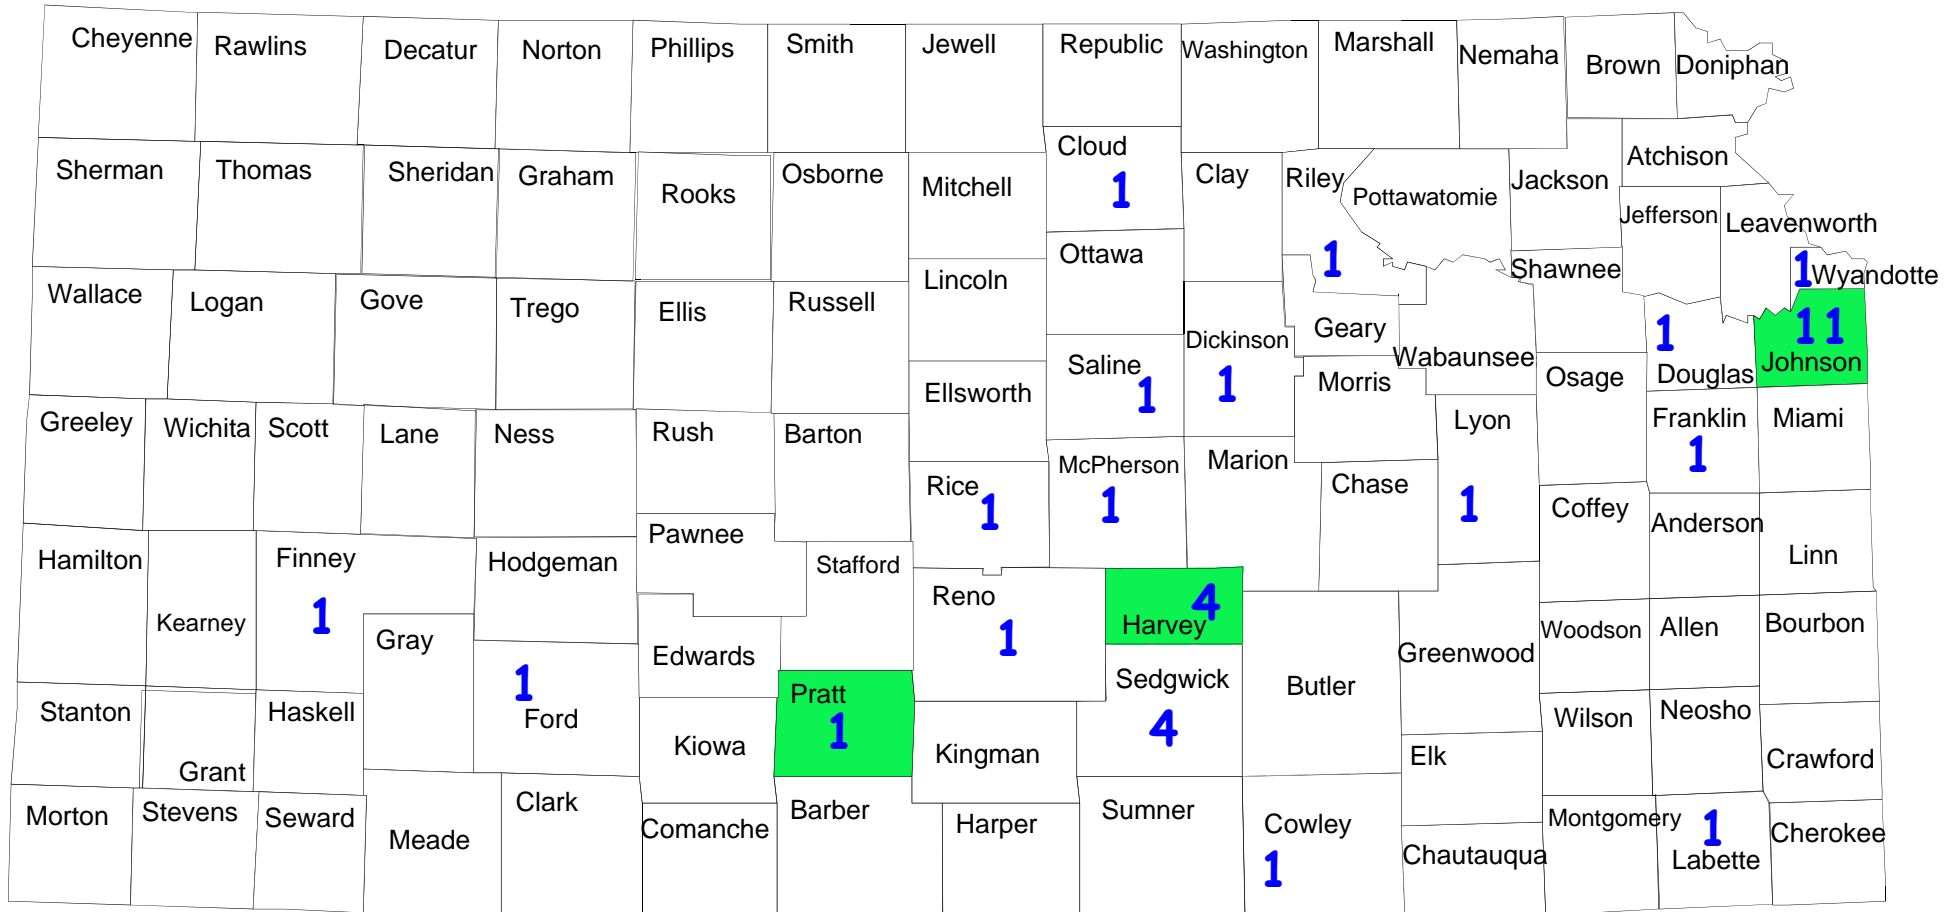 Cheyenne Rawlins Decatur Norton Phillips Smith Jewell Republic Washington Marshall Nemaha Brown Doniphan
Sherman Thomas Sheridan Graham Rooks Osborne Mitchell Cloud Clay Riley Pottawatomie Jackson Atchison
1
Jefferson Leavenworth
Wallace Logan Gove Trego Ellis Russell Lincoln Ottawa 1 Shawnee 1 Wyandotte
Saline Dickinson Geary Wabaunsee 1 11
1 1 Morris Osage Douglas Johnson
Greeley Wichita Scott Lane Ness Rush Barton Ellsworth Lyon Franklin Miami
1
Rice McPherson Marion Chase Coffey Anderson
1 1 1
Hamilton Kearney Finney Hodgeman Pawnee Stafford Linn
1
Gray Edwards Reno Harvey 4 Greenwood Woodson Allen Bourbon
1
Stanton Grant Haskell 1 Ford Kiowa Pratt Kingman Sedgwick Butler Elk Wilson Neosho Crawford
1 4
Morton Stevens Seward Meade Clark Comanche Barber Harper Sumner Cowley Chautauqua Montgomery 1 Labette Cherokee
1